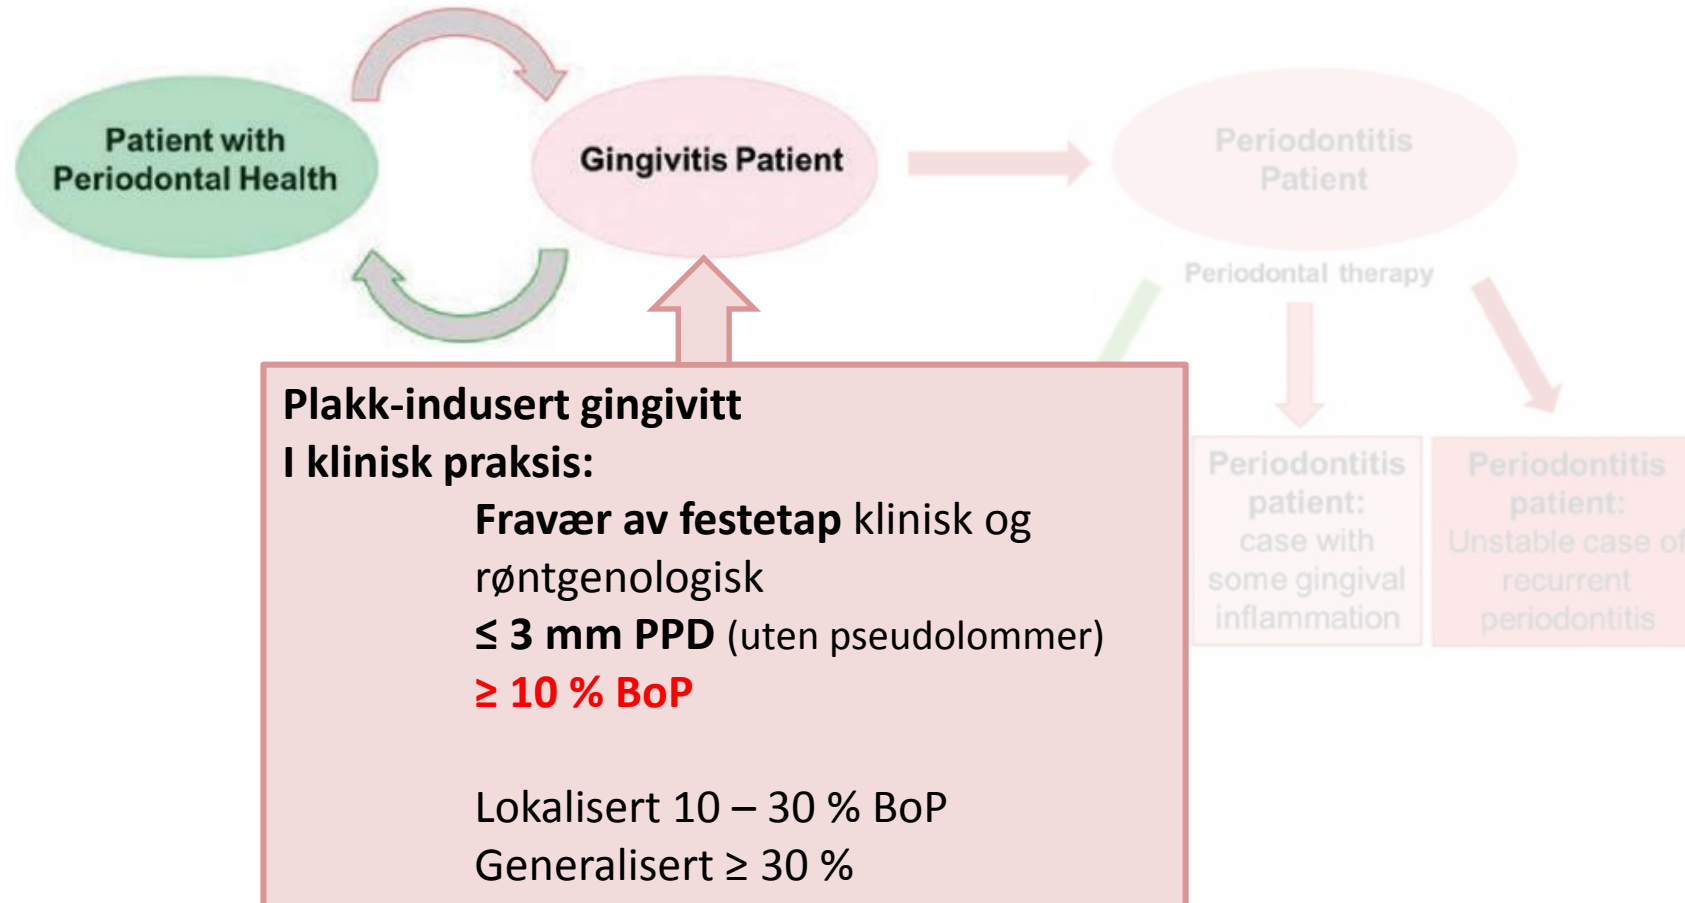 Patient with
Periodontal Health
Gingivitis Patient
Periodontitis
Patient
Periodontal therapy
Plakk-indusert gingivitt
I klinisk praksis:
Fravær av festetap klinisk og
røntgenologisk
≤ 3 mm PPD (uten pseudolommer)
≥ 10 % BoP
Lokalisert 10 – 30 % BoP
Generalisert ≥ 30 %
Periodontitis
patient:
case with
some gingival
inflammation
Periodontitis
patient:
Unstable case of
recurrent
periodontitis